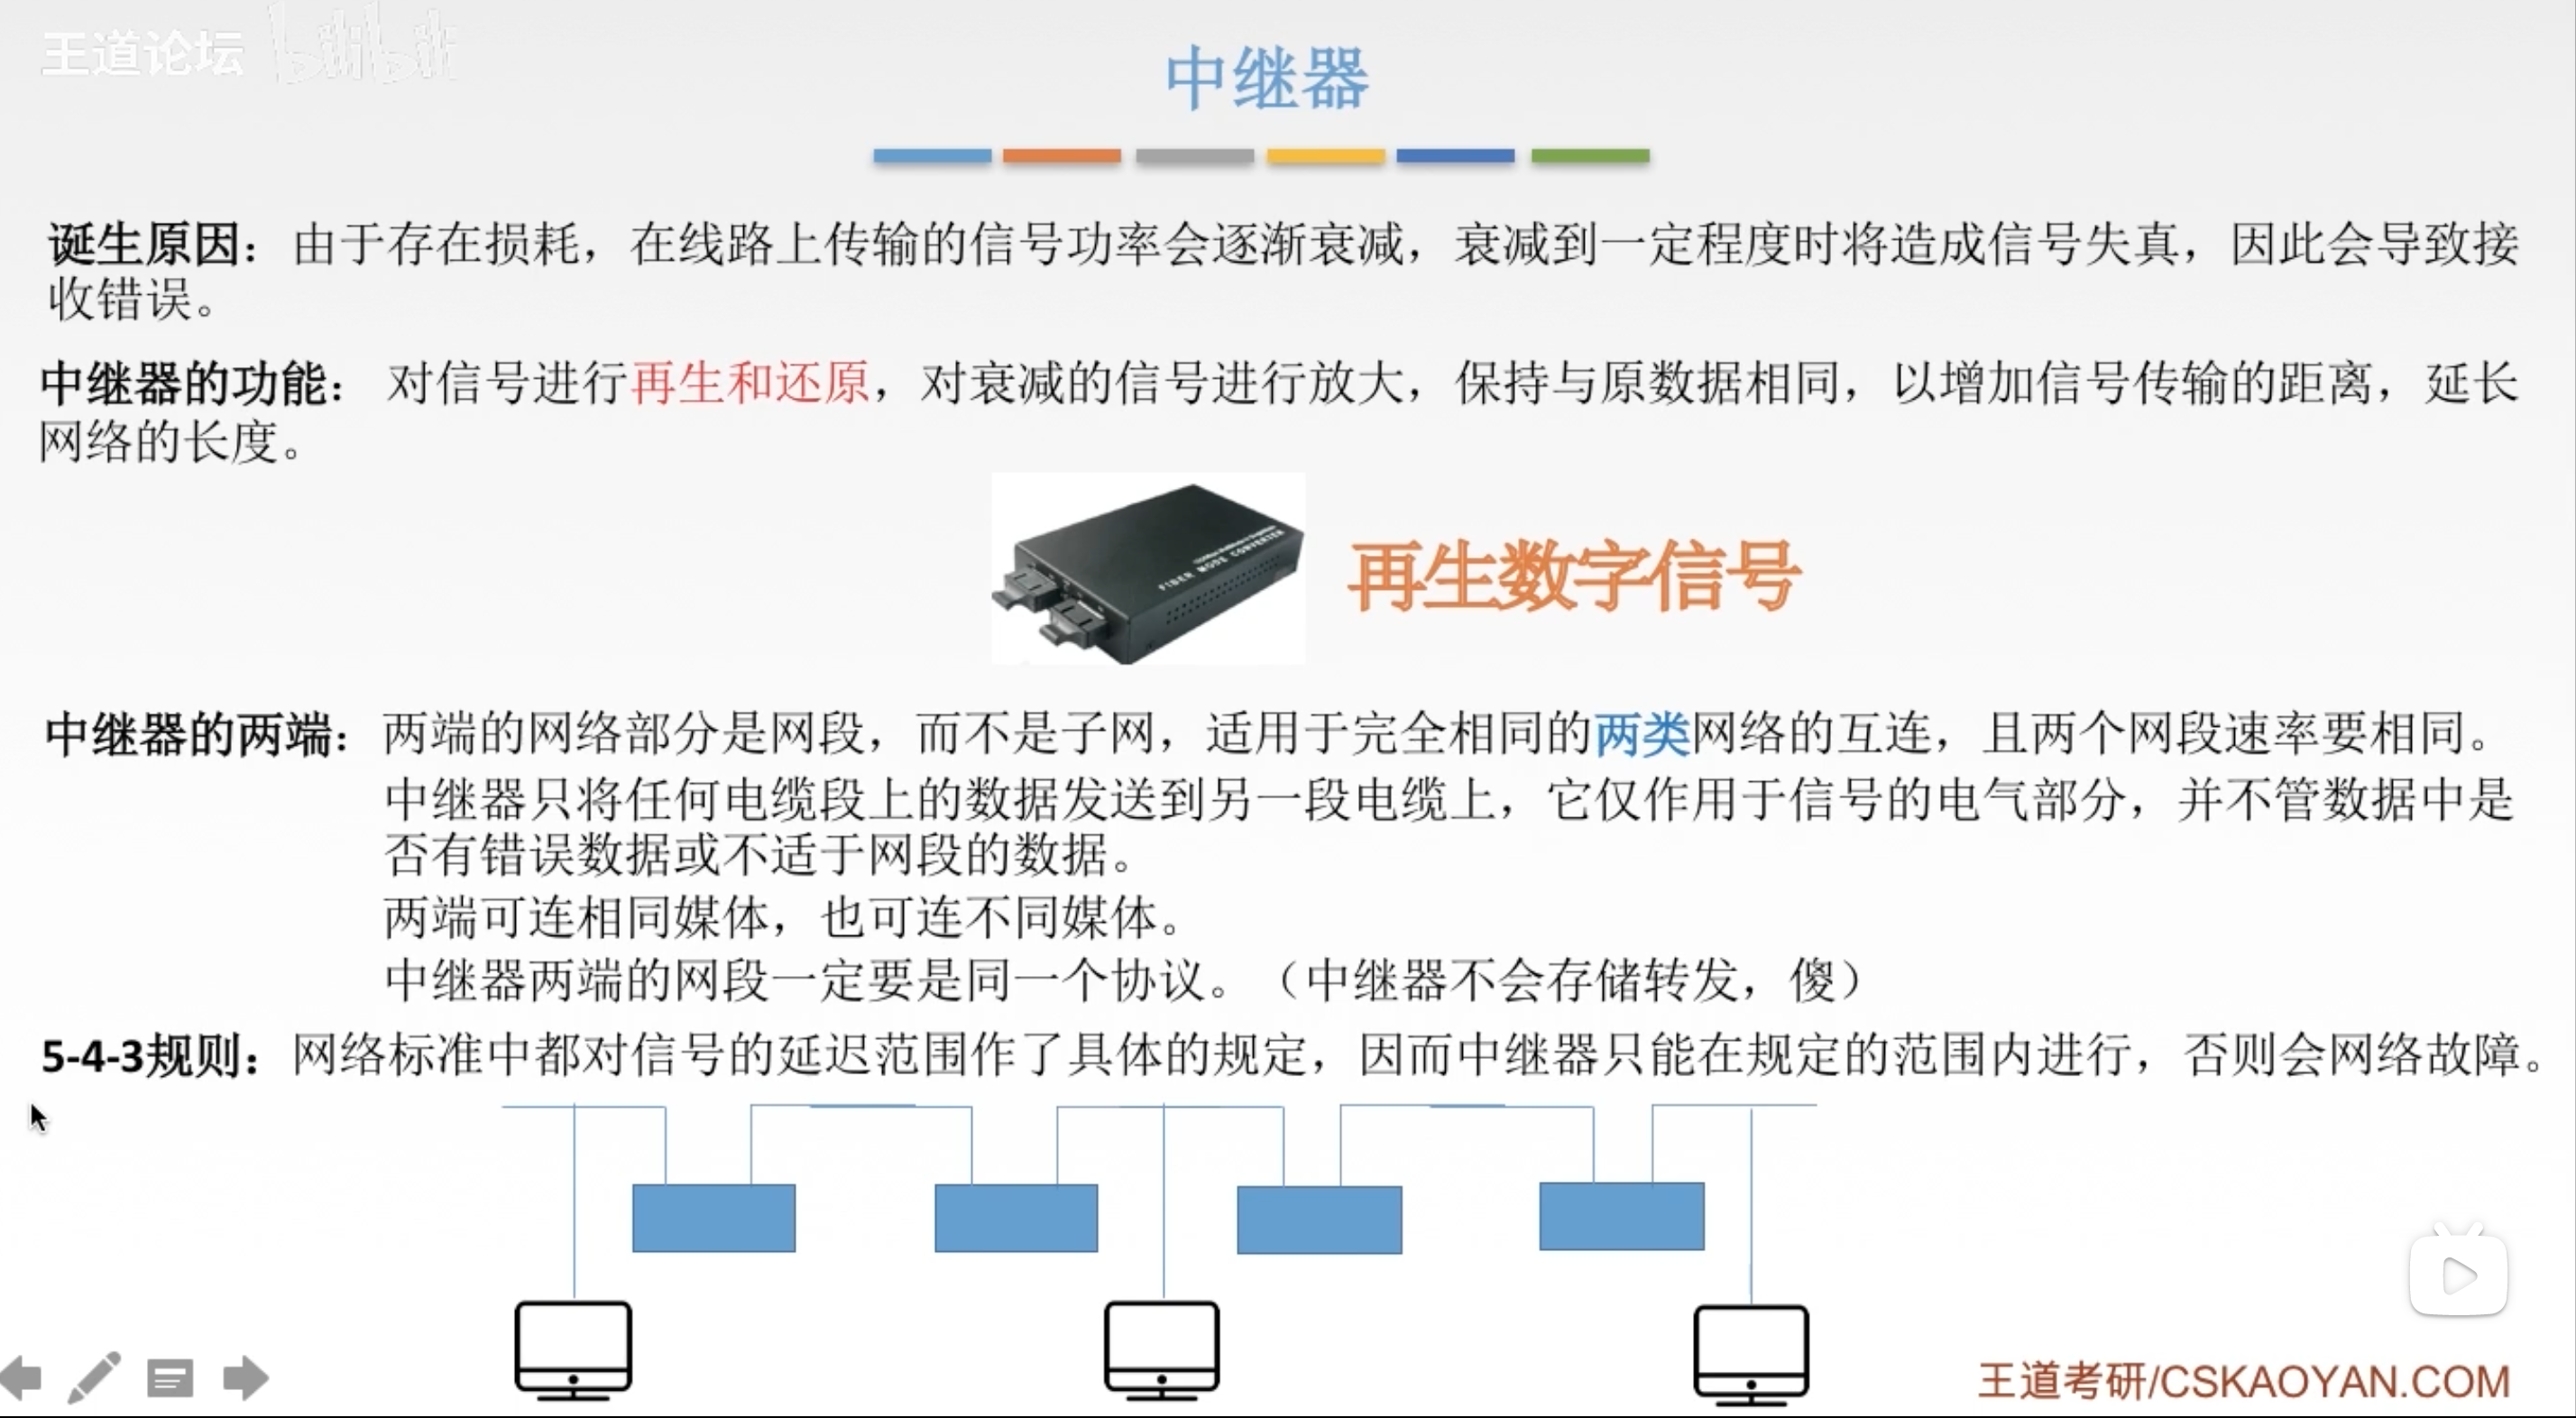 王道论坛 bilibili
中继器
诞生原因：由于存在损耗，在线路上传输的信号功率会逐渐衰减，衰减到一定程度时将造成信号失真，因此会导致接
收错误。
中继器的功能： 对信号进行再生和还原，对衰减的信号进行放大，保持与原数据相同，以增加信号传输的距离，延长
网络的长度。
FIBER MODE CONVERTER
再生数字信号
中继器的两端：两端的网络部分是网段，而不是子网，适用于完全相同的两类网络的互连，且两个网段速率要相同。
中继器只将任何电缆段上的数据发送到另一段电缆上，它仅作用于信号的电气部分，并不管数据中是
否有错误数据或不适于网段的数据。
两端可连相同媒体，也可连不同媒体。
中继器两端的网段一定要是同一个协议。（中继器不会存储转发，傻）
5-4-3规则：网络标准中都对信号的延迟范围作了具体的规定，因而中继器只能在规定的范围内进行，否则会网络故障。
王道考研/CSKAOYAN.COM